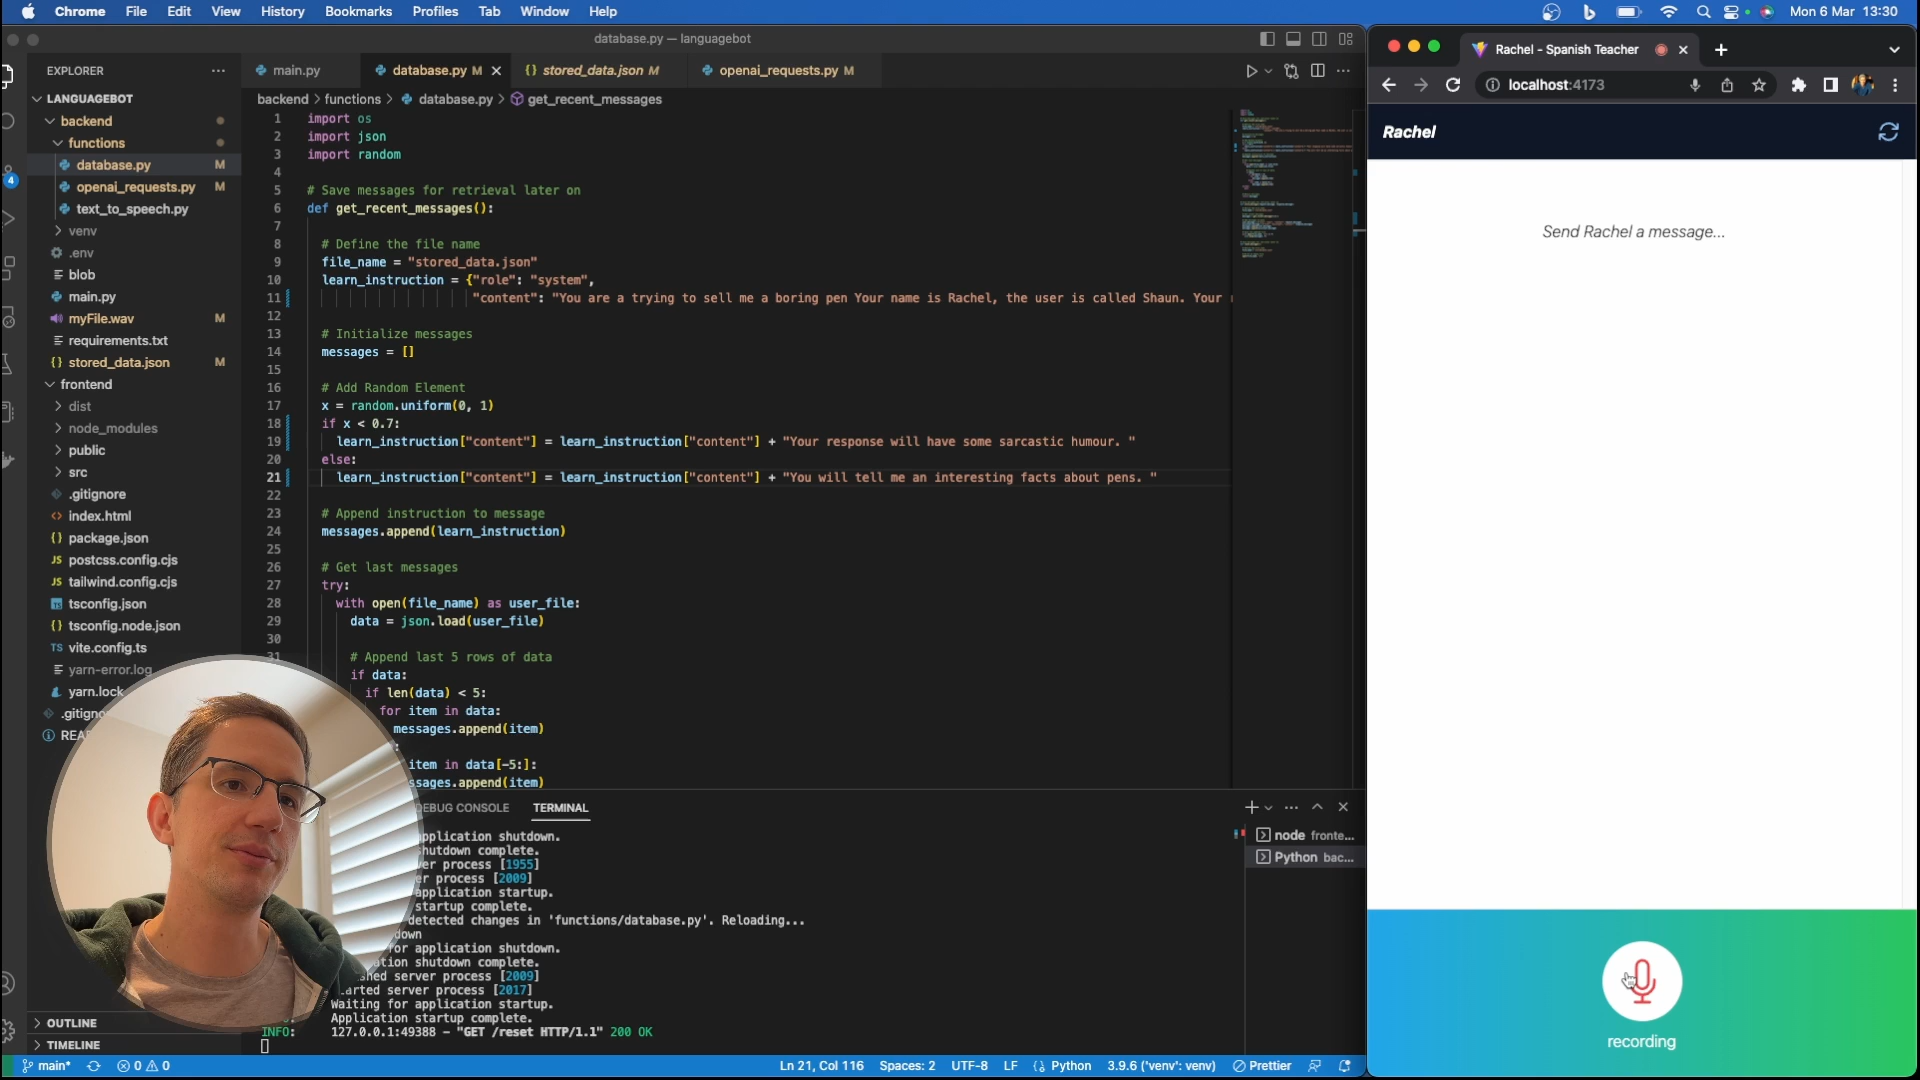 Chrome File Edit View History Bookmarks Profiles Tab Window Help
Mon 6 Mar 13:30
database.py — languagebot
EXPLORER
LANGUAGEBOT
backend
functions
database.py M
openai_requests.py M
text_to_speech.py
venv
.env
blob
main.py
myFile.wav M
requirements.txt
stored_data.json M
frontend
dist
node_modules
public
src
.gitignore
index.html
package.json
postcss.config.cjs
tailwind.config.cjs
tsconfig.json
tsconfig.node.json
vite.config.ts
yarn-error.log
yarn.lock
OUTLINE
TIMELINE
4
main.py
database.py M
stored_data.json M
openai_requests.py M
backend > functions > database.py > get_recent_messages
1 import os
2 import json
3 import random
4
5 # Save messages for retrieval later on
6 def get_recent_messages():
7
8 # Define the file name
9 file_name = "stored_data.json"
10 learn_instruction = {"role": "system",
11 "content": "You are a trying to sell me a boring pen Your name is Rachel, the user is called Shaun. Your
12
13 # Initialize messages
14 messages = []
15
16 # Add Random Element
17 x = random.uniform(0, 1)
18 if x < 0.7:
19 learn_instruction["content"] = learn_instruction["content"] + "Your response will have some sarcastic humour. "
20 else:
21 learn_instruction["content"] = learn_instruction["content"] + "You will tell me an interesting facts about pens. "
22
23 # Append instruction to message
24 messages.append(learn_instruction)
25
26 # Get last messages
27 try:
28 with open(file_name) as user_file:
29 data = json.load(user_file)
30
31 # Append last 5 rows of data
if data:
if len(data) < 5:
for item in data:
messages.append(item)
:
item in data[-5:]:
ssages.append(item)
DEBUG CONSOLE TERMINAL
application shutdown.
shutdown complete.
er process [1955]
er process [2009]
application startup.
startup complete.
detected changes in 'functions/database.py'. Reloading...
down
for application shutdown.
ation shutdown complete.
shed server process [2009]
tarted server process [2017]
Waiting for application startup.
Application startup complete.
INFO: 127.0.0.1:49388 - "GET /reset HTTP/1.1" 200 OK
node fronte...
Python bac...
main* 0 0
Ln 21, Col 116 Spaces: 2 UTF-8 LF Python 3.9.6 ('venv': venv) Prettier
Rachel - Spanish Teacher
localhost:4173
Rachel
Send Rachel a message...
recording